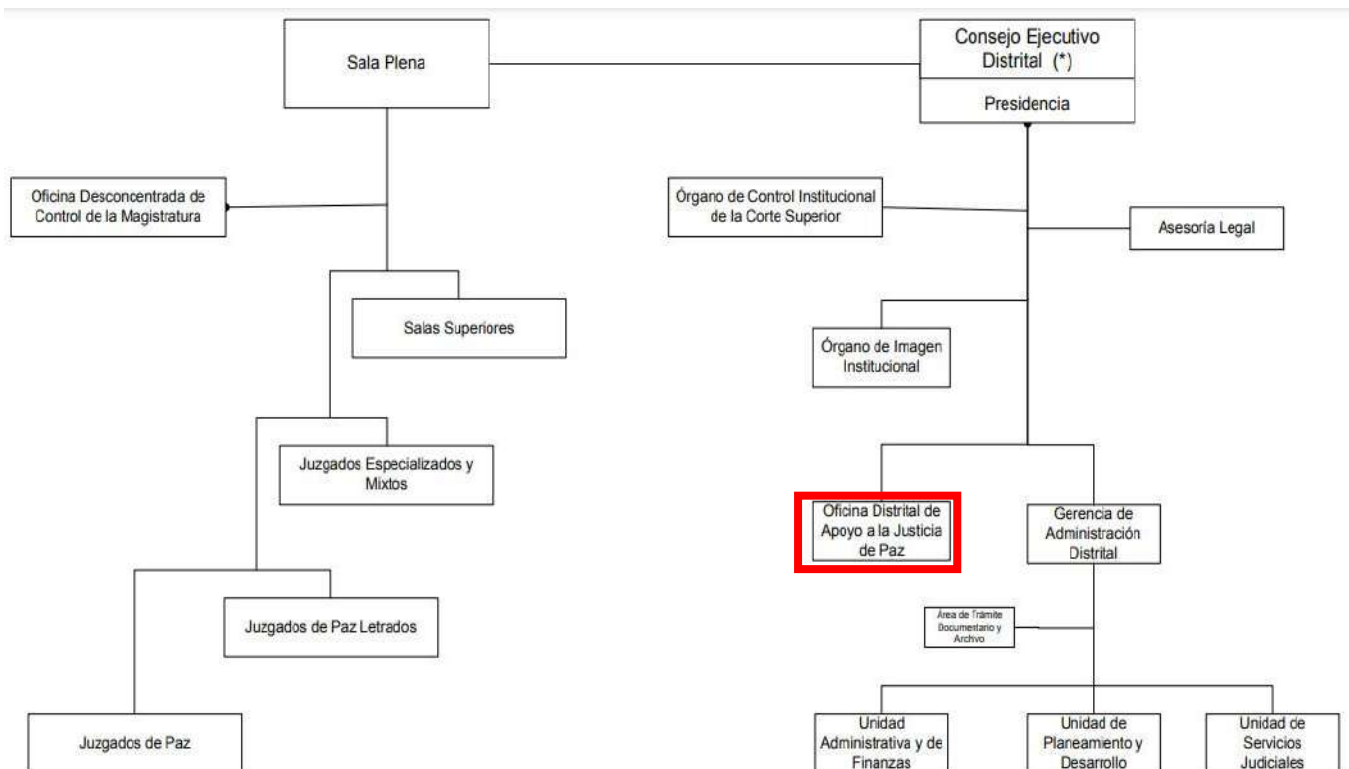 Sala Plena
Consejo Ejecutivo
Distrital (*)
Presidencia
Oficina Desconcentrada de
Control de la Magistratura
Órgano de Control Institucional
de la Corte Superior
Asesoría Legal
Salas Superiores
Órgano de Imagen
Institucional
Juzgados Especializados y
Mixtos
Oficina Distrital de
Apoyo a la Justicia
de Paz
Gerencia de
Administración
Distrital
Juzgados de Paz Letrados
Área de Trámite
Documentario y
Archivo
Juzgados de Paz
Unidad
Administrativa y de
Finanzas
Unidad de
Planeamiento y
Desarrollo
Unidad de
Servicios
Judiciales